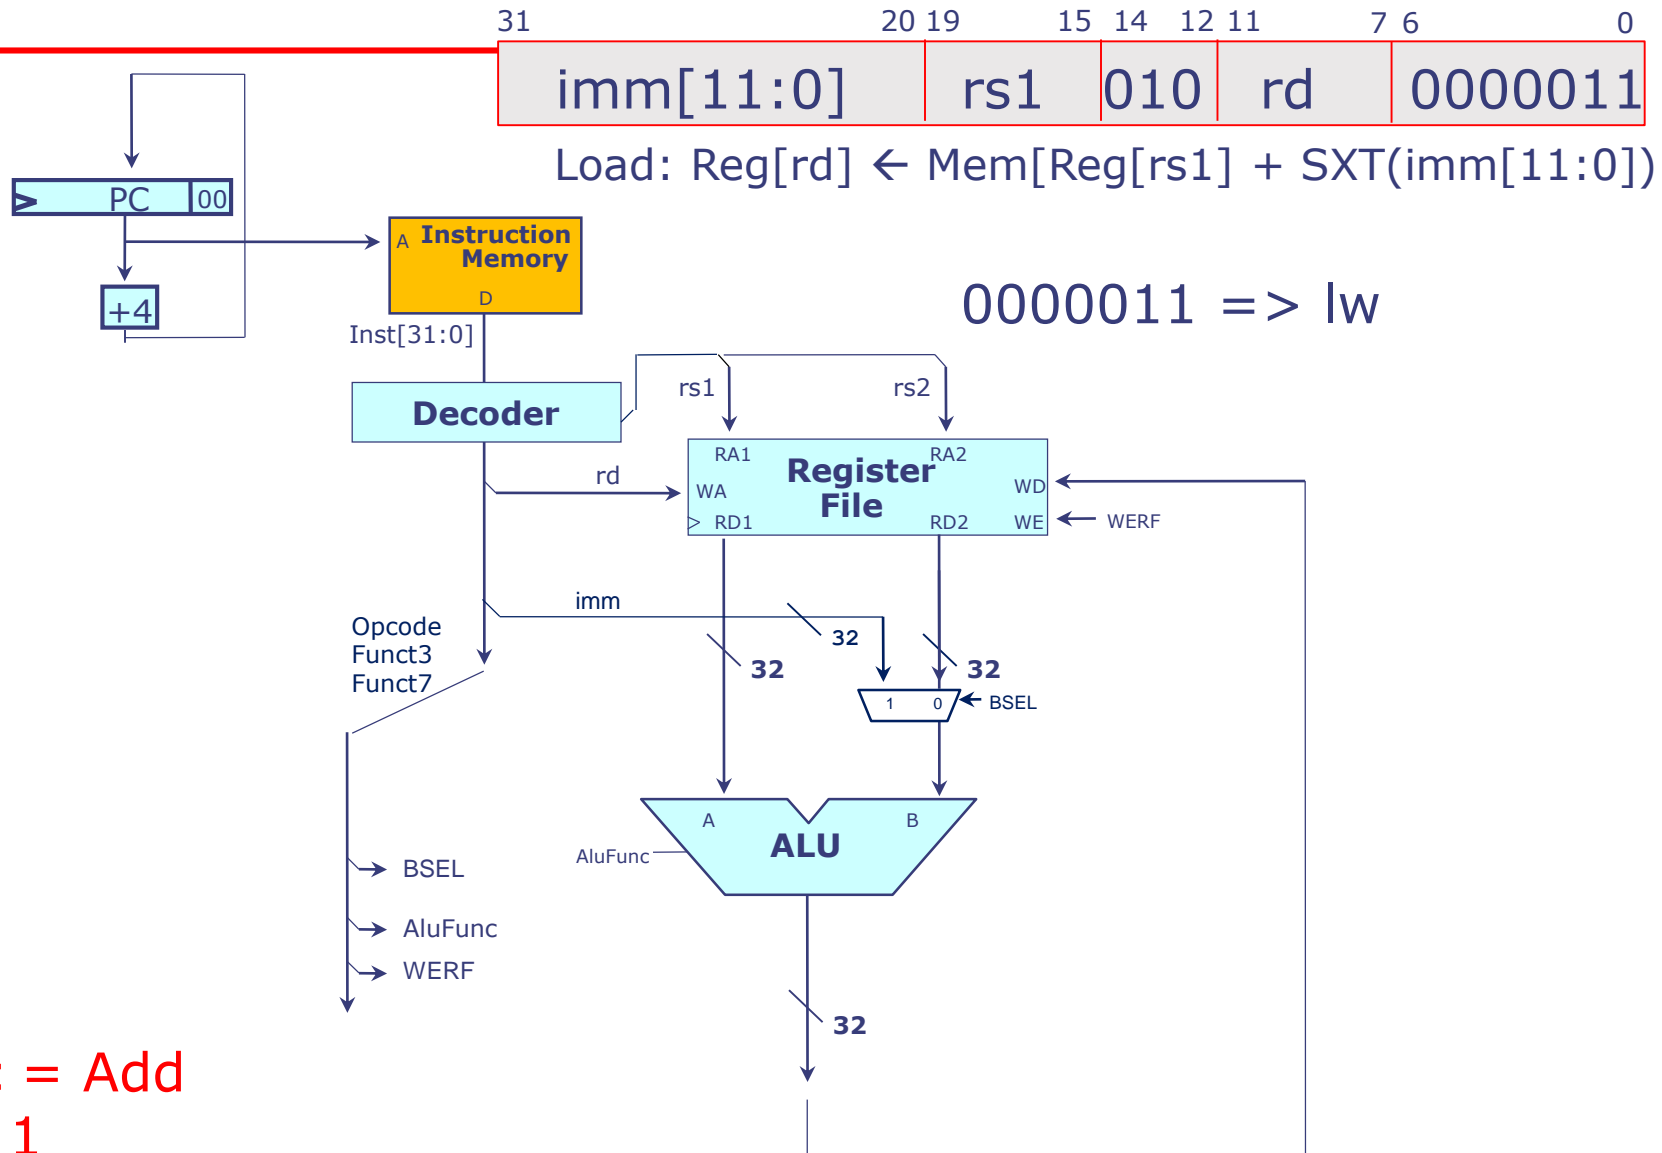 31 20 19 15 14 12 11 7 6 0
imm[11:0] rs1 010 rd 0000011
Load: Reg[rd] ← Mem[Reg[rs1] + SXT(imm[11:0])
PC 00
+4
A Instruction
Memory
D
Inst[31:0]
0000011 => lw
Decoder
rs1 rs2
rd
RA1 RA2
WA Register WD
File
RD1 RD2 WE
WERF
imm
32
32
32
Opcode
Funct3
Funct7
1 0
BSEL
A B
ALU
AluFunc
BSEL
AluFunc
WERF
32
= Add
1